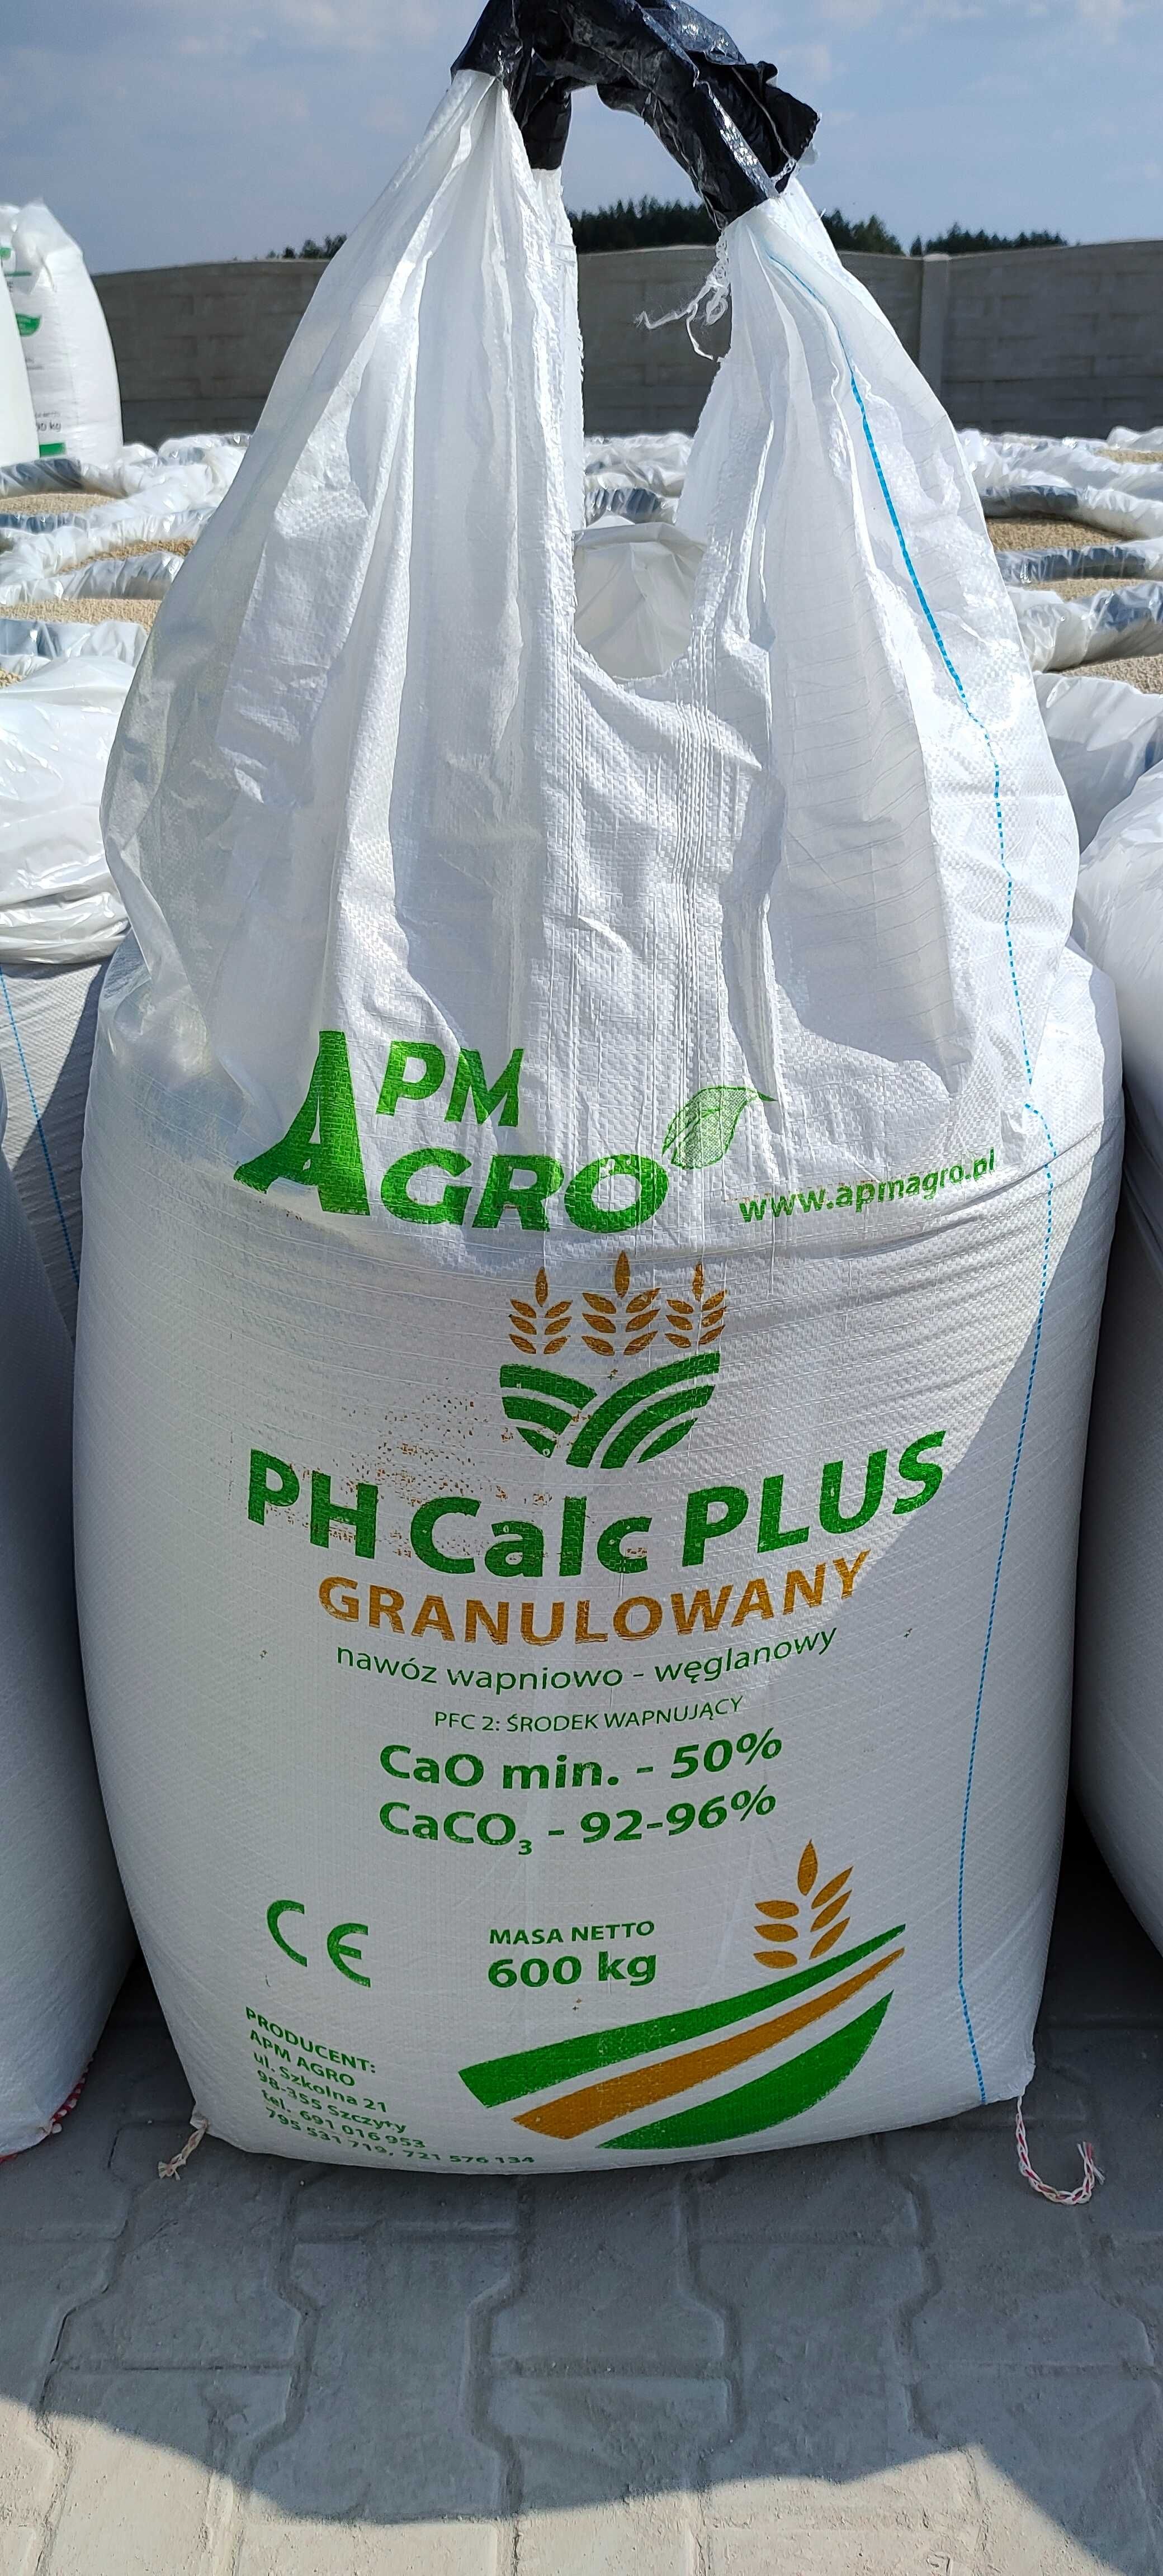 APM
AGRO
www.apmagro.pl
PH Calc PLUS
GRANULOWANY
nawóz wapniowo - węglanowy
PFC 2: ŚRODEK WAPNUJĄCY
CaO min. - 50%
CaCO₃ - 92-96%
CE
MASA NETTO
600 kg
PRODUCENT:
APM AGRO
ul. Szkolna 21
98-355 Szczyty
tel. 691 016 953
795 531 719, 721 576 134